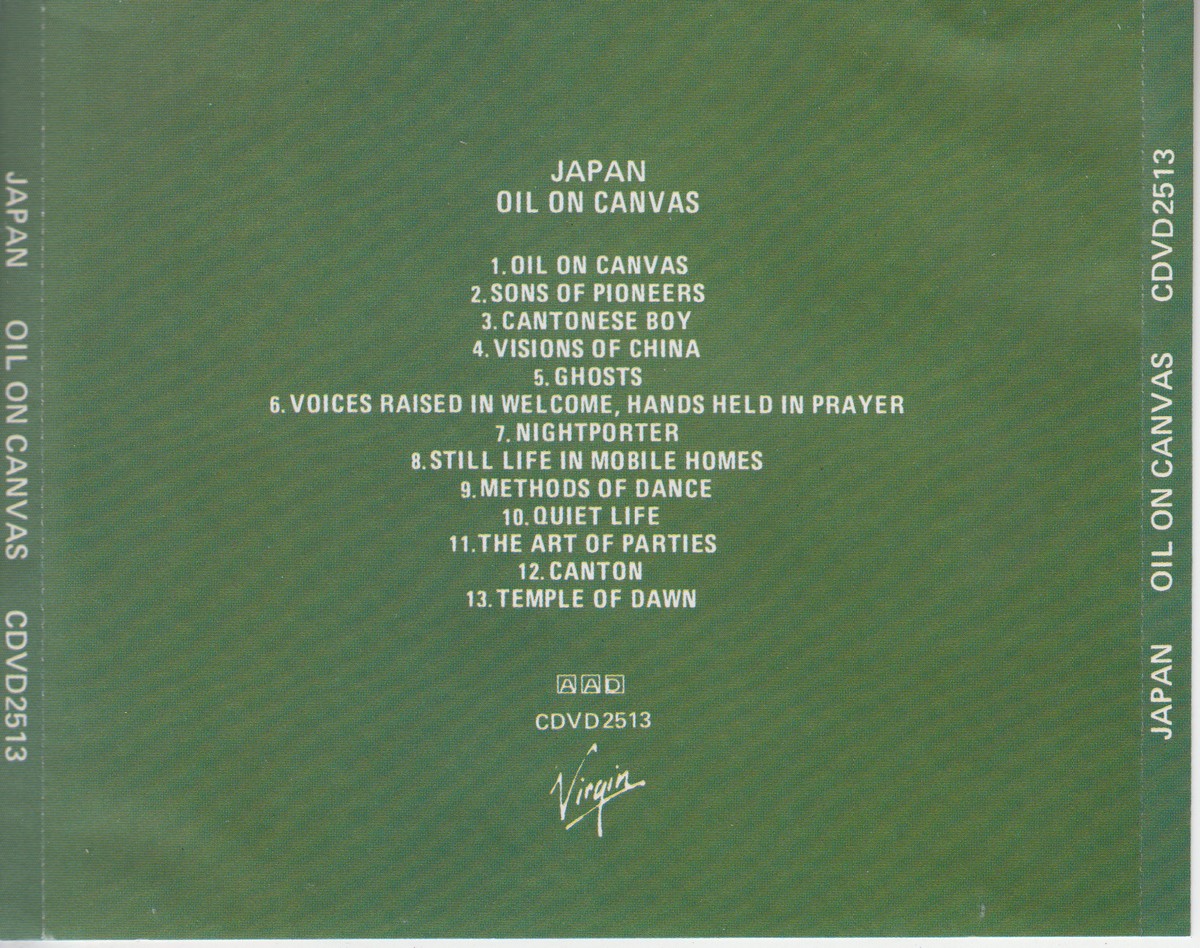 JAPAN OIL ON CANVAS CDVD2513
JAPAN
OIL ON CANVAS
1. OIL ON CANVAS
2. SONS OF PIONEERS
3. CANTONESE BOY
4. VISIONS OF CHINA
5. GHOSTS
6. VOICES RAISED IN WELCOME, HANDS HELD IN PRAYER
7. NIGHTPORTER
8. STILL LIFE IN MOBILE HOMES
9. METHODS OF DANCE
10. QUIET LIFE
11. THE ART OF PARTIES
12. CANTON
13. TEMPLE OF DAWN
AAD
CDVD2513
Virgin
JAPAN OIL ON CANVAS CDVD2513